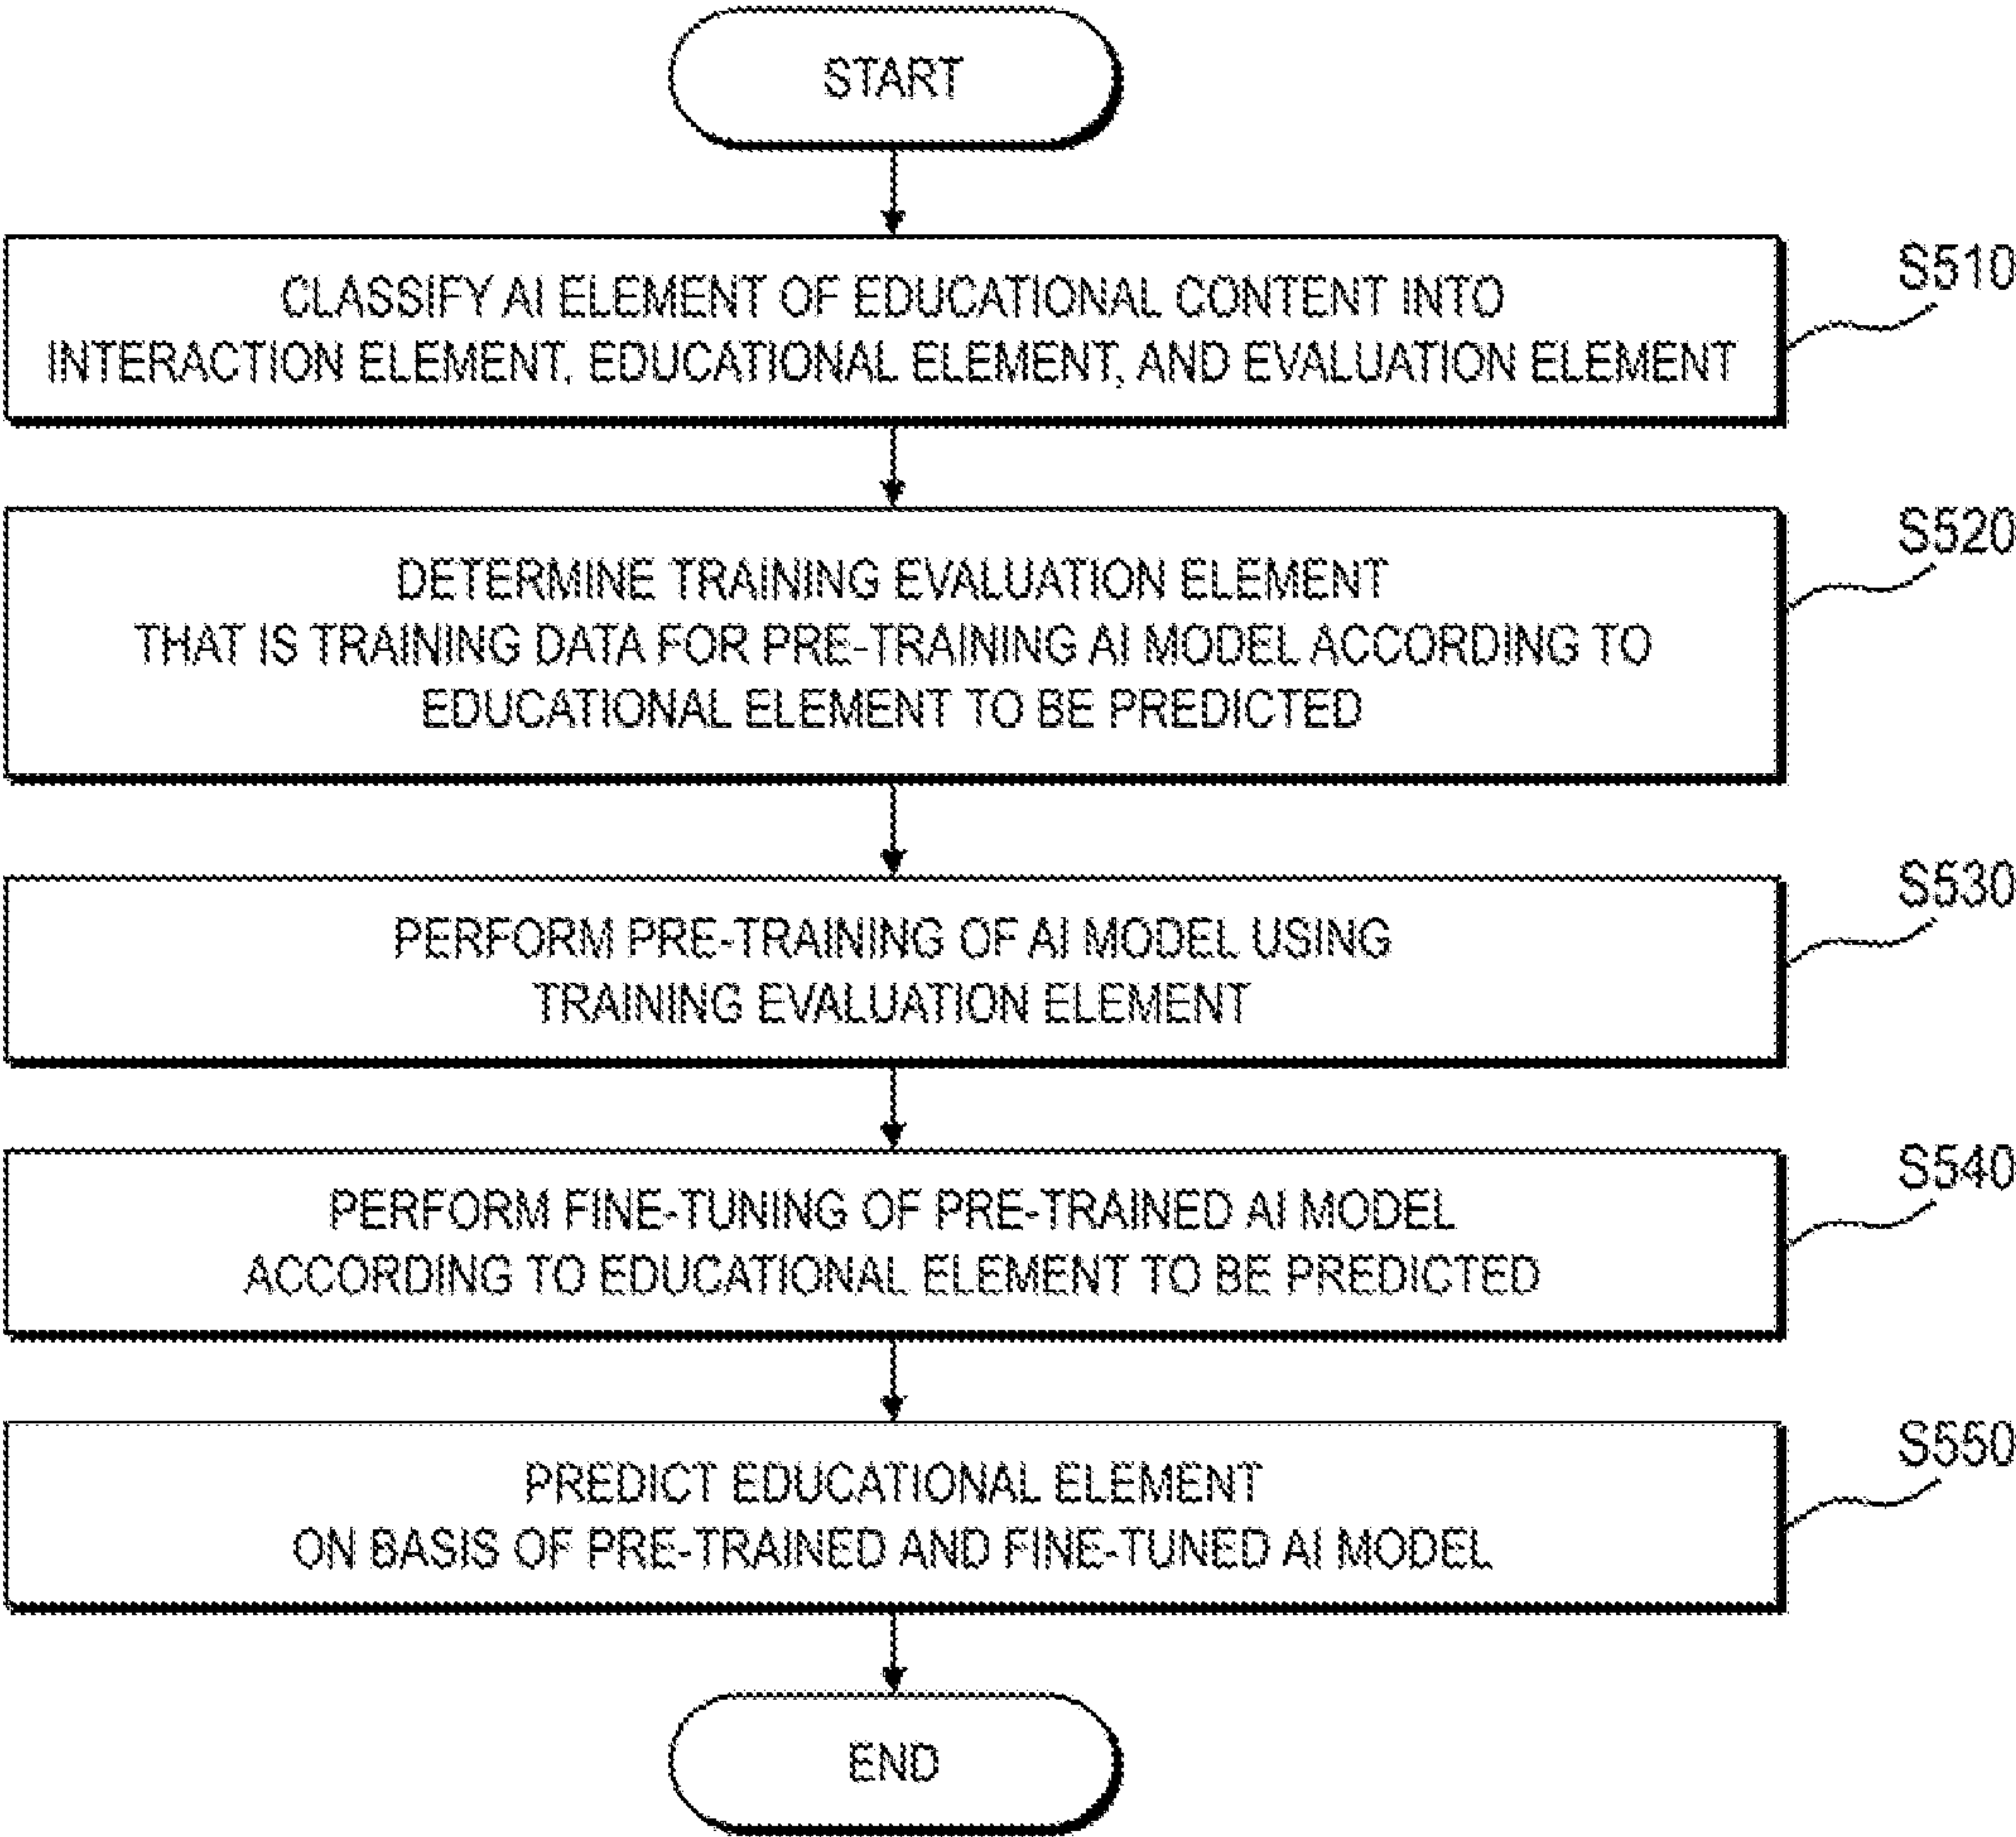 START
CLASSIFY AI ELEMENT OF EDUCATIONAL CONTENT INTO
INTERACTION ELEMENT, EDUCATIONAL ELEMENT, AND EVALUATION ELEMENT
S510
DETERMINE TRAINING EVALUATION ELEMENT
THAT IS TRAINING DATA FOR PRE-TRAINING AI MODEL ACCORDING TO
EDUCATIONAL ELEMENT TO BE PREDICTED
S520
PERFORM PRE-TRAINING OF AI MODEL USING
TRAINING EVALUATION ELEMENT
S530
PERFORM FINE-TUNING OF PRE-TRAINED AI MODEL
ACCORDING TO EDUCATIONAL ELEMENT TO BE PREDICTED
S540
PREDICT EDUCATIONAL ELEMENT
ON BASIS OF PRE-TRAINED AND FINE-TUNED AI MODEL
S550
END